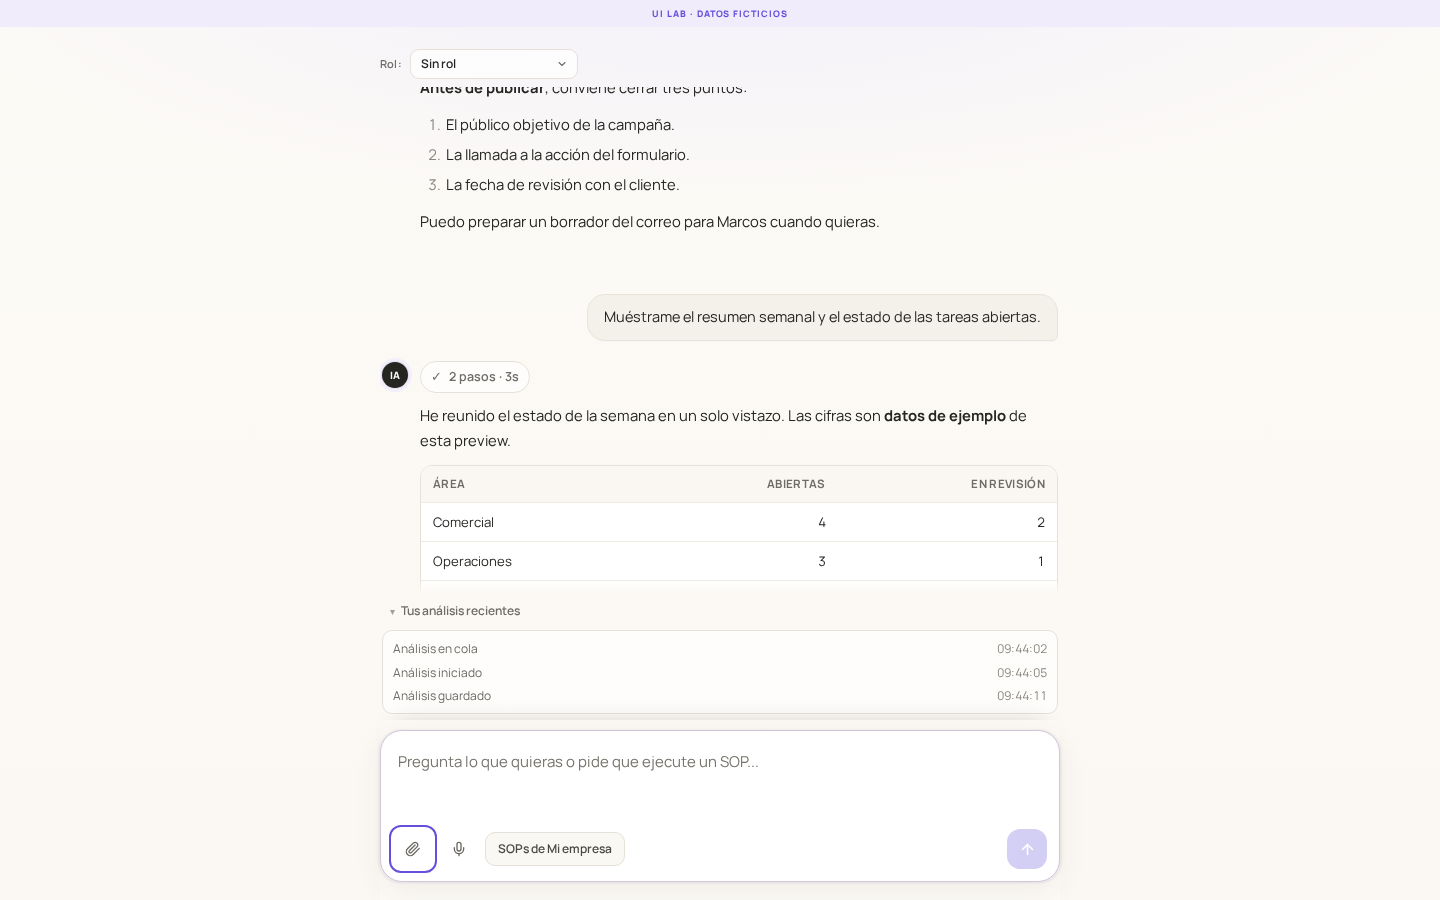 UI LAB · DATOS FICTICIOS
Rol: Sin rol
Antes de publicar, conviene cerrar tres puntos:
1. El público objetivo de la campaña.
2. La llamada a la acción del formulario.
3. La fecha de revisión con el cliente.
Puedo preparar un borrador del correo para Marcos cuando quieras.
Muéstrame el resumen semanal y el estado de las tareas abiertas.
IA ✓ 2 pasos · 3s
He reunido el estado de la semana en un solo vistazo. Las cifras son datos de ejemplo de
esta preview.
ÁREA ABIERTAS EN REVISIÓN
Comercial 4 2
Operaciones 3 1
▾ Tus análisis recientes
Análisis en cola 09:44:02
Análisis iniciado 09:44:05
Análisis guardado 09:44:11
Pregunta lo que quieras o pide que ejecute un SOP...
SOPs de Mi empresa